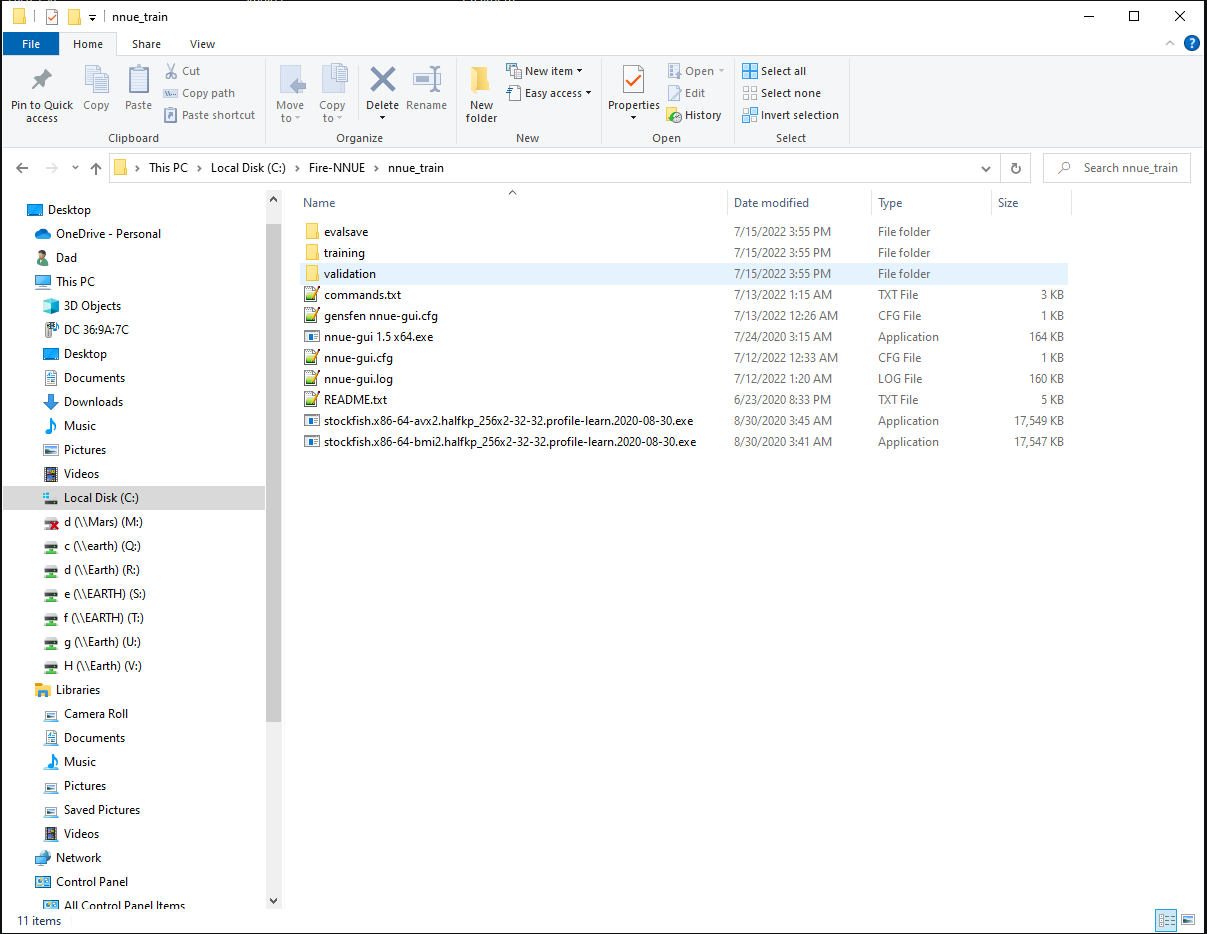 nnue_train
File Home Share View
Pin to Quick access
Copy
Paste
Cut
Copy path
Paste shortcut
Clipboard
Move to
Copy to
Delete
Rename
Organize
New folder
New item
Easy access
New
Properties
Open
Edit
History
Open
Select all
Select none
Invert selection
Select
This PC Local Disk (C:) Fire-NNUE nnue_train
Search nnue_train
Desktop
OneDrive - Personal
Dad
This PC
3D Objects
DC 36:9A:7C
Desktop
Documents
Downloads
Music
Pictures
Videos
Local Disk (C:)
d (\\Mars) (M:)
c (\\earth) (Q:)
d (\\Earth) (R:)
e (\\EARTH) (S:)
f (\\EARTH) (T:)
g (\\Earth) (U:)
H (\\Earth) (V:)
Libraries
Camera Roll
Documents
Music
Pictures
Saved Pictures
Videos
Network
Control Panel
All Control Panel Items
Name Date modified Type Size
evalsave 7/15/2022 3:55 PM File folder
training 7/15/2022 3:55 PM File folder
validation 7/15/2022 3:55 PM File folder
commands.txt 7/13/2022 1:15 AM TXT File 3 KB
gensfen nnue-gui.cfg 7/13/2022 12:26 AM CFG File 1 KB
nnue-gui 1.5 x64.exe 7/24/2020 3:15 AM Application 164 KB
nnue-gui.cfg 7/12/2022 12:33 AM CFG File 1 KB
nnue-gui.log 7/12/2022 1:20 AM LOG File 160 KB
README.txt 6/23/2020 8:33 PM TXT File 5 KB
stockfish.x86-64-avx2.halfkp_256x2-32-32.profile-learn.2020-08-30.exe 8/30/2020 3:45 AM Application 17,549 KB
stockfish.x86-64-bmi2.halfkp_256x2-32-32.profile-learn.2020-08-30.exe 8/30/2020 3:41 AM Application 17,547 KB
11 items